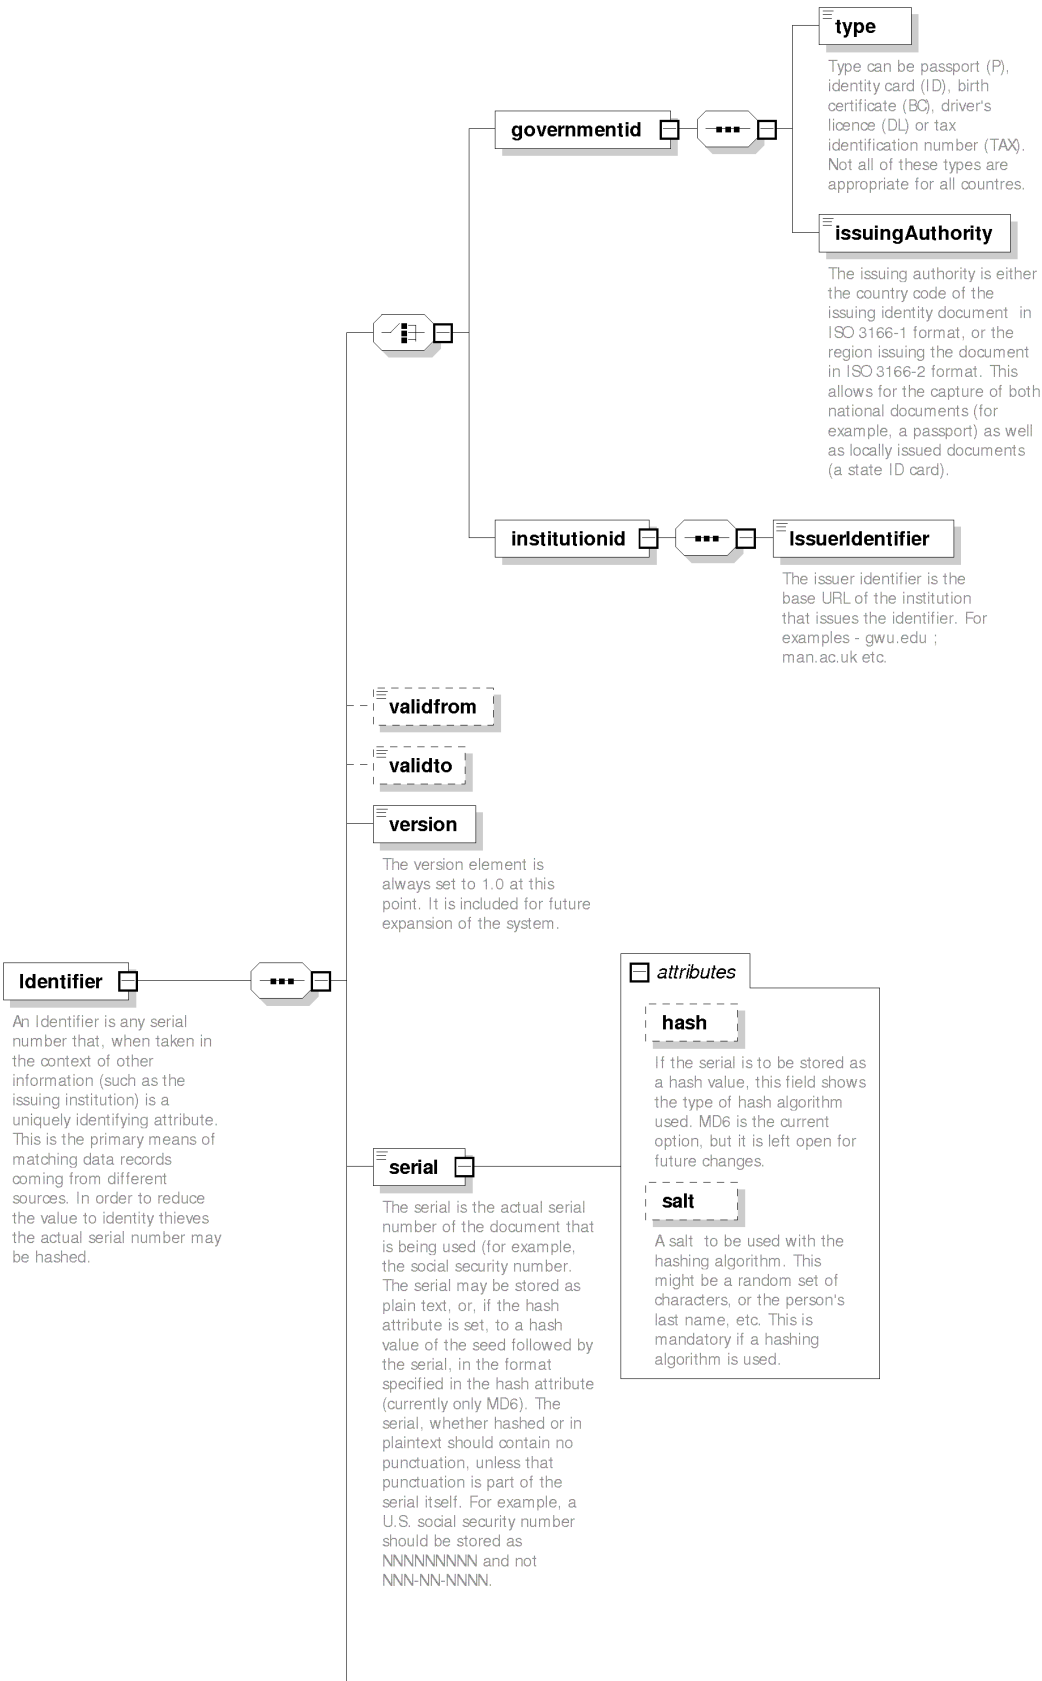 type
Type can be passport (P),
identity card (ID), birth
certificate (BC), driver's
licence (DL) or tax
identification number (TAX).
Not all of these types are
appropriate for all countres.
governmentid
issuingAuthority
The issuing authority is either
the country code of the
issuing identity document in
ISO 3166-1 format, or the
region issuing the document
in ISO 3166-2 format. This
allows for the capture of both
national documents (for
example, a passport) as well
as locally issued documents
(a state ID card).
institutionid
IssuerIdentifier
The issuer identifier is the
base URL of the institution
that issues the identifier. For
examples - gwu.edu ;
man.ac.uk etc.
validfrom
validto
version
The version element is
always set to 1.0 at this
point. It is included for future
expansion of the system.
Identifier
An Identifier is any serial
number that, when taken in
the context of other
information (such as the
issuing institution) is a
uniquely identifying attribute.
This is the primary means of
matching data records
coming from different
sources. In order to reduce
the value to identity thieves
the actual serial number may
be hashed.
attributes
hash
If the serial is to be stored as
a hash value, this field shows
the type of hash algorithm
used. MD6 is the current
option, but it is left open for
future changes.
salt
A salt to be used with the
hashing algorithm. This
might be a random set of
characters, or the person's
last name, etc. This is
mandatory if a hashing
algorithm is used.
serial
The serial is the actual serial
number of the document that
is being used (for example,
the social security number.
The serial may be stored as
plain text, or, if the hash
attribute is set, to a hash
value of the seed followed by
the serial, in the format
specified in the hash attribute
(currently only MD6). The
serial, whether hashed or in
plaintext should contain no
punctuation, unless that
punctuation is part of the
serial itself. For example, a
U.S. social security number
should be stored as
NNNNNNNNN and not
NNN-NN-NNNN.